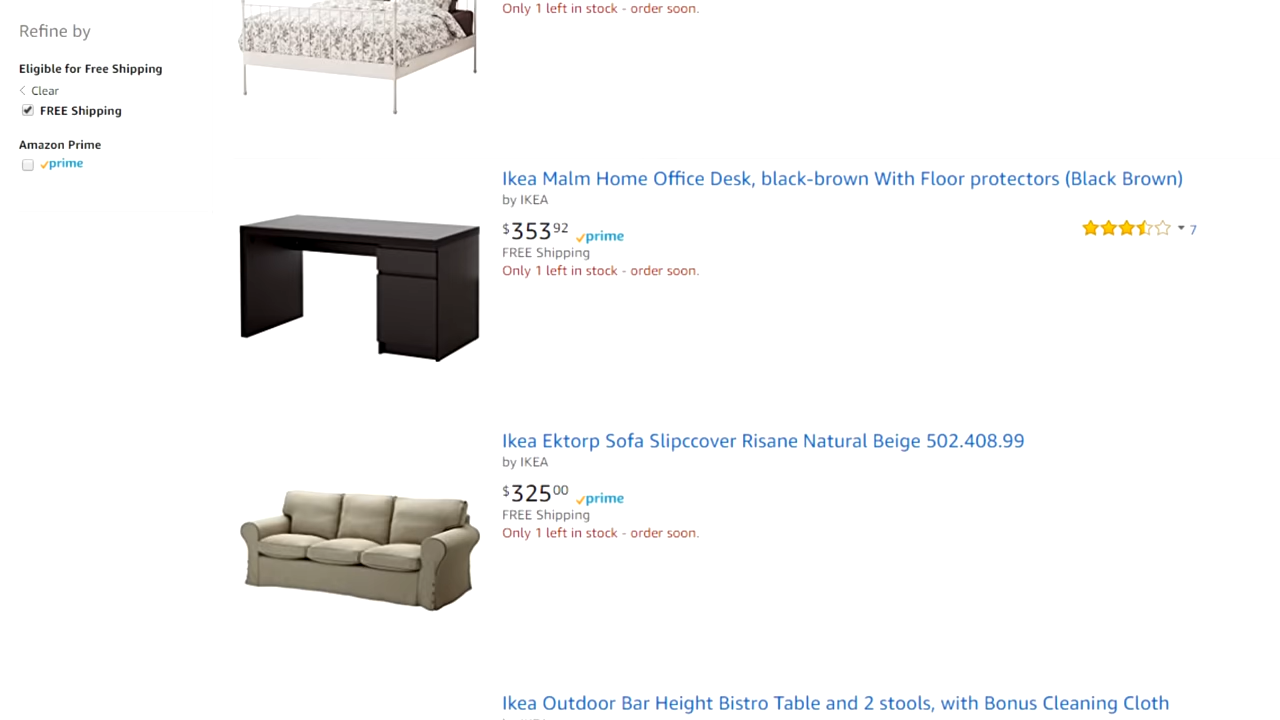 Only 1 left in stock - order soon.
Refine by
Eligible for Free Shipping
Clear
FREE Shipping
Amazon Prime
prime
Ikea Malm Home Office Desk, black-brown With Floor protectors (Black Brown)
by IKEA
$353 92 prime
7
FREE Shipping
Only 1 left in stock - order soon.
Ikea Ektorp Sofa Slipccover Risane Natural Beige 502.408.99
by IKEA
$325 00 prime
FREE Shipping
Only 1 left in stock - order soon.
Ikea Outdoor Bar Height Bistro Table and 2 stools, with Bonus Cleaning Cloth